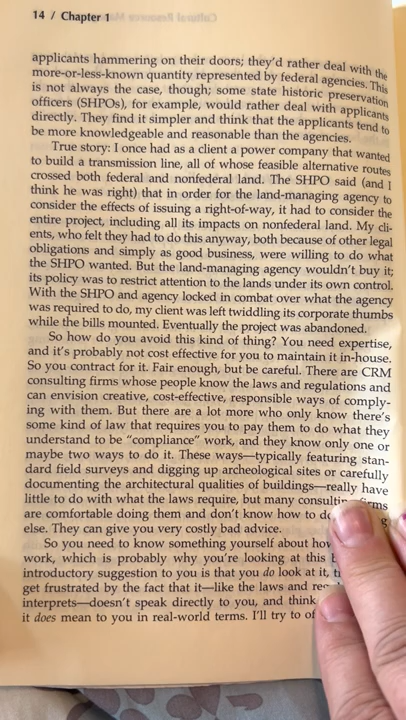 14 / Chapter 1
applicants hammering on their doors; they'd rather deal with the
more-or-less-known quantity represented by federal agencies. This
is not always the case, though; some state historic preservation
officers (SHPOs), for example, would rather deal with applicants
directly. They find it simpler and think that the applicants tend to
be more knowledgeable and reasonable than the agencies.
True story: I once had as a client a power company that wanted
to build a transmission line, all of whose feasible alternative routes
crossed both federal and nonfederal land. The SHPO said (and I
think he was right) that in order for the land-managing agency to
consider the effects of issuing a right-of-way, it had to consider the
entire project, including all its impacts on nonfederal land. My cli-
ents, who felt they had to do this anyway, both because of other legal
obligations and simply as good business, were willing to do what
the SHPO wanted. But the land-managing agency wouldn't buy it;
its policy was to restrict attention to the lands under its own control.
With the SHPO and agency locked in combat over what the agency
was required to do, my client was left twiddling its corporate thumbs
while the bills mounted. Eventually the project was abandoned.
So how do you avoid this kind of thing? You need expertise,
and it's probably not cost effective for you to maintain it in-house.
So you contract for it. Fair enough, but be careful. There are CRM
consulting firms whose people know the laws and regulations and
can envision creative, cost-effective, responsible ways of comply-
ing with them. But there are a lot more who only know there's
some kind of law that requires you to pay them to do what they
understand to be "compliance" work, and they know only one or
maybe two ways to do it. These ways—typically featuring stan-
dard field surveys and digging up archeological sites or carefully
documenting the architectural qualities of buildings—really have
little to do with what the laws require, but many consulting firms
are comfortable doing them and don't know how to do
else. They can give you very costly bad advice.
So you need to know something yourself about how
work, which is probably why you're looking at this
introductory suggestion to you is that you do look at it,
get frustrated by the fact that it—like the laws and
interprets—doesn't speak directly to you, and think
it does mean to you in real-world terms. I'll try to